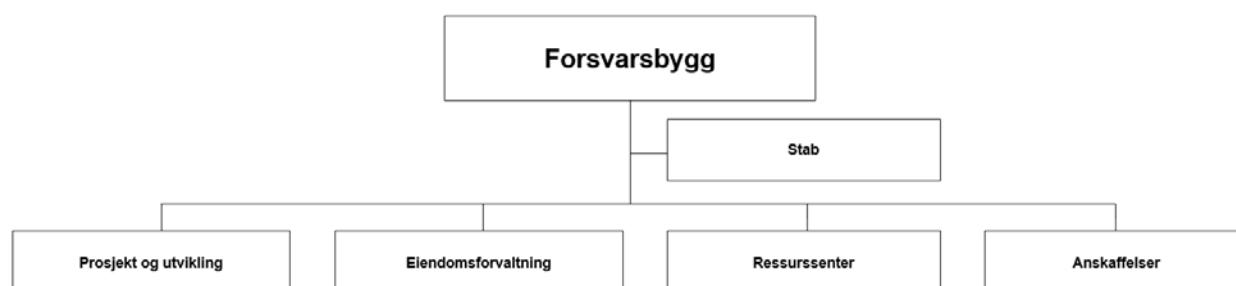 Forsvarsbygg
Stab
Prosjekt og utvikling
Eiendomsforvaltning
Ressurssenter
Anskaffelser